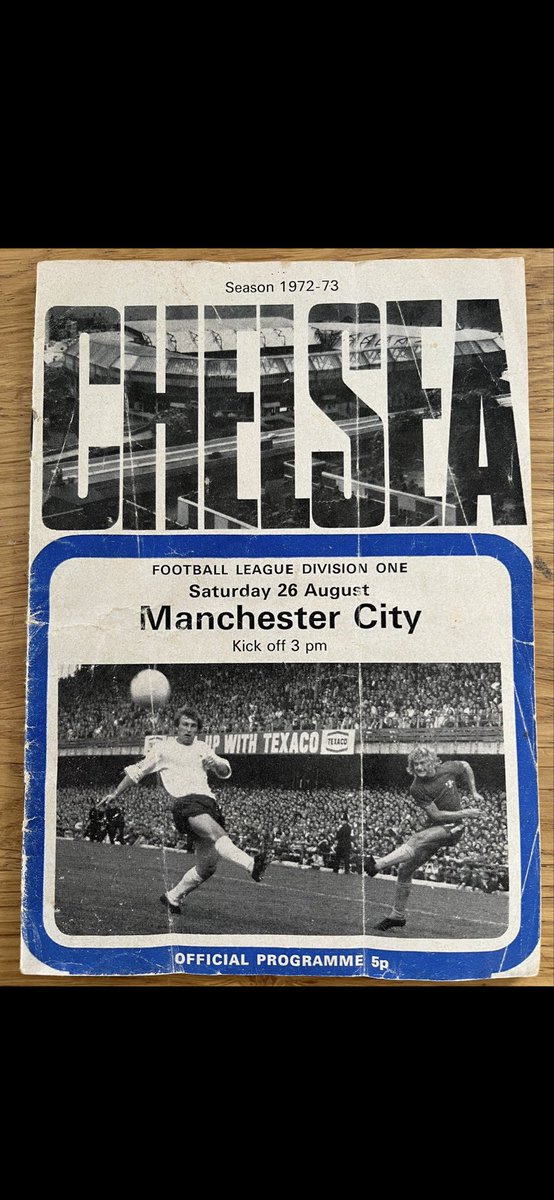 Season 1972-73
CHELSEA
FOOTBALL LEAGUE DIVISION ONE
Saturday 26 August
Manchester City
Kick off 3 pm
UP WITH TEXACO TEXACO
OFFICIAL PROGRAMME 5p